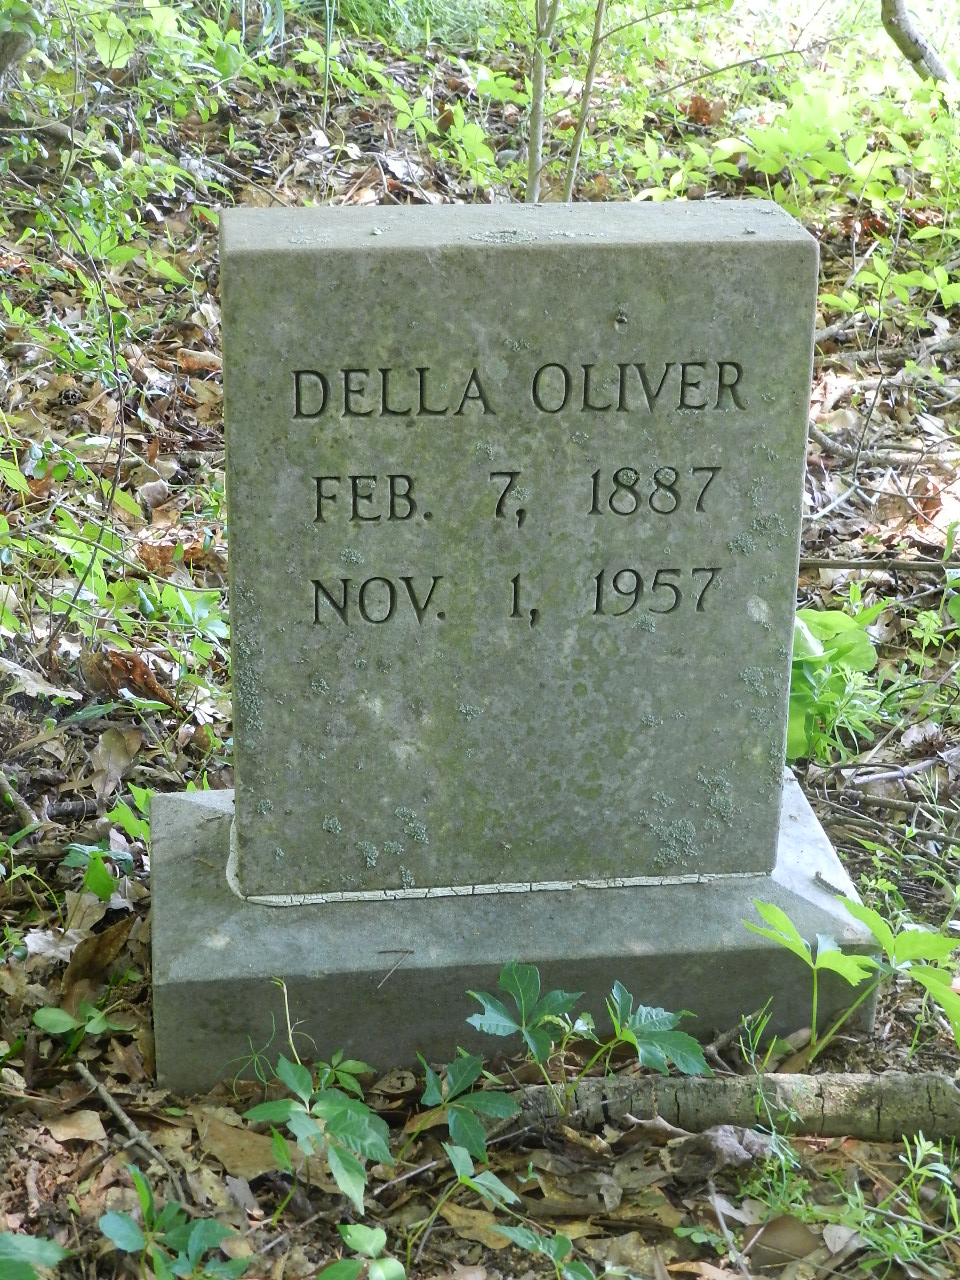 DELLA OLIVER
FEB. 7, 1887
NOV. 1, 1957